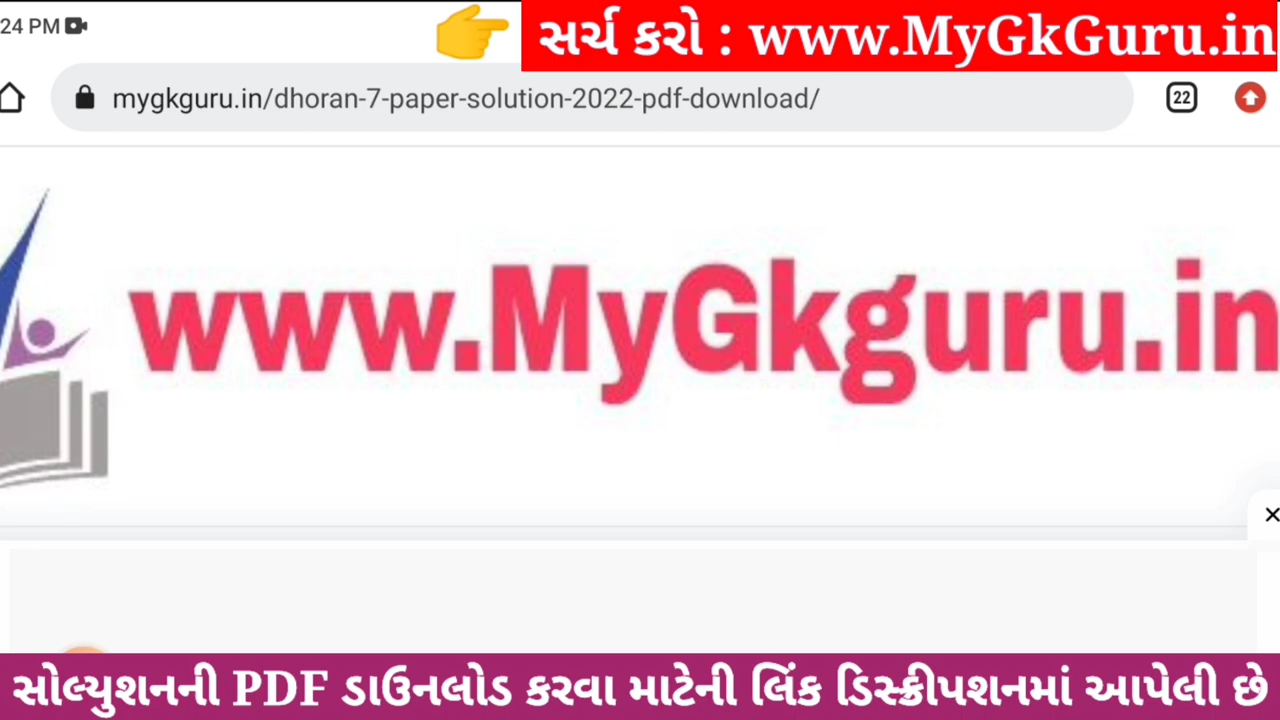 24 PM
👉 સર્ચ કરો : www.MyGkGuru.in
mygkguru.in/dhoran-7-paper-solution-2022-pdf-download/
22
www.MyGkguru.in
સોલ્યુશનની PDF ડાઉનલોડ કરવા માટેની લિંક ડિસ્ક્રીપશનમાં આપેલી છે